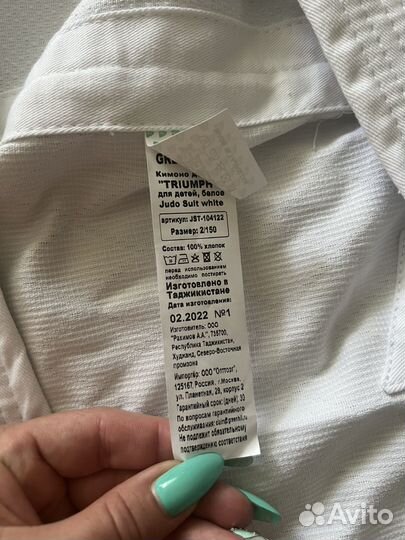 Кимоно
"TRIUMPH
для детей, белое
Judo Suit white
артикул: JST-104122
Размер: 2/150
Состав: 100% хлопок
перед использованием
необходимо постирать
Изготовлено в
Таджикистане
Дата изготовления:
02.2022 №1
Изготовитель: ООО
"Рахимов А.А.", 735700,
Республика Таджикистан,
Худжанд, Северо-Восточная
промзона
Импортёр: ООО
125167, Россия, г.Москва,
ул. Планетная, 29, корпус 2
Гарантийный срок (дней) 30
По вопросам гарантийного
обслуживания:
Не подлежит обязательному
подтверждению соответствия
Avito